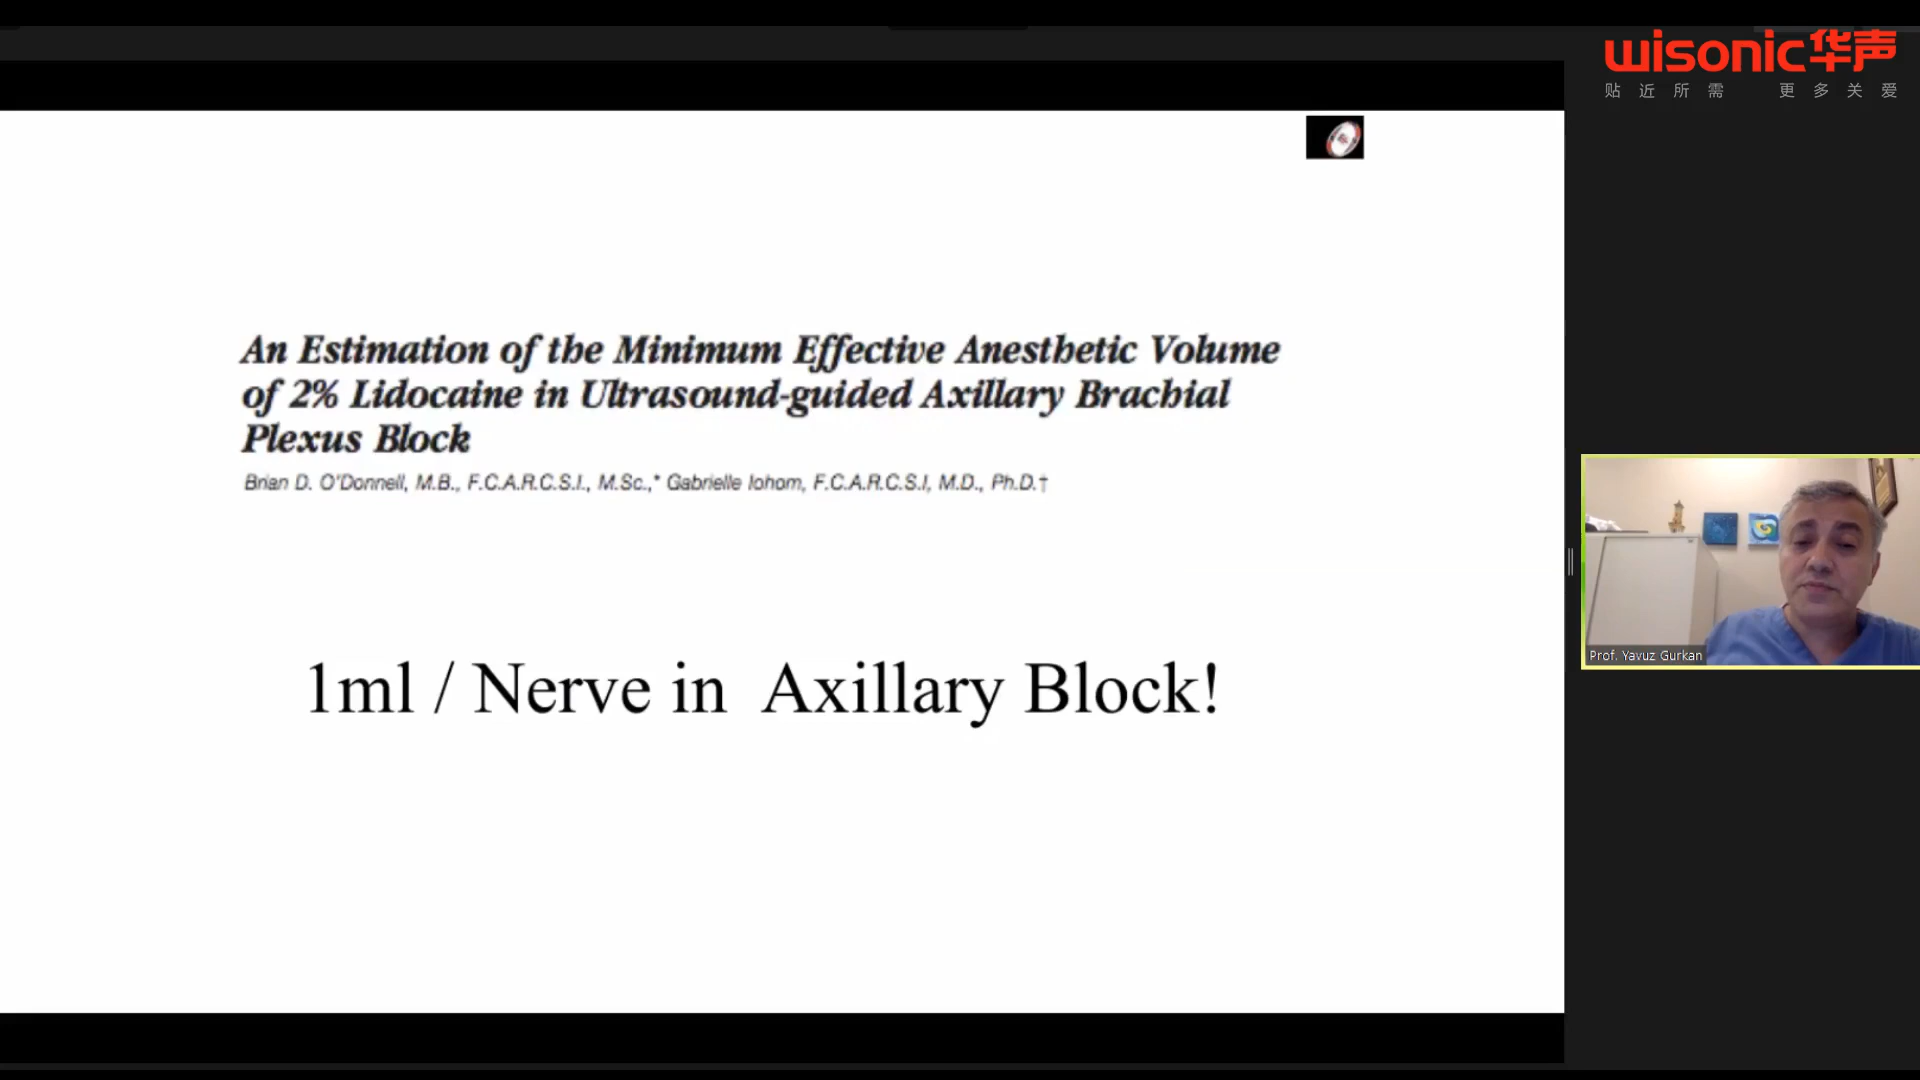 wisonic华声
贴近所需 更多关爱
An Estimation of the Minimum Effective Anesthetic Volume
of 2% Lidocaine in Ultrasound-guided Axillary Brachial
Plexus Block
Brian D. O'Donnell, M.B., F.C.A.R.C.S.I., M.Sc.,* Gabrielle Iohom, F.C.A.R.C.S.I, M.D., Ph.D.†
1ml / Nerve in Axillary Block!
Prof. Yavuz Gurkan